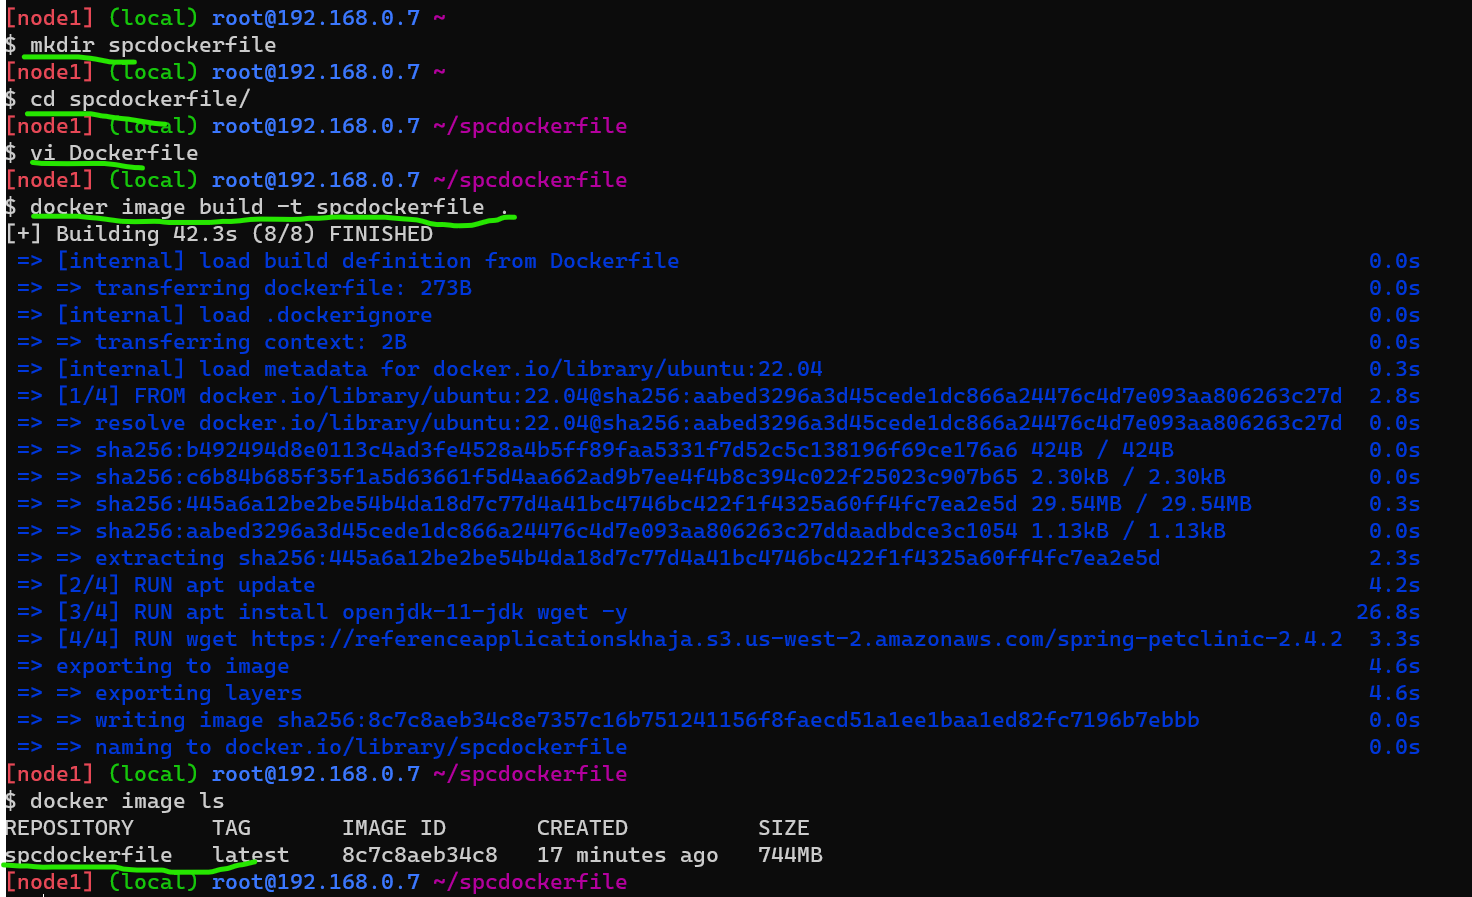 [node1] (local) root@192.168.0.7 ~
$ mkdir spcdockerfile
[node1] (local) root@192.168.0.7 ~
$ cd spcdockerfile/
[node1] (local) root@192.168.0.7 ~/spcdockerfile
$ vi Dockerfile
[node1] (local) root@192.168.0.7 ~/spcdockerfile
$ docker image build -t spcdockerfile .
[+] Building 42.3s (8/8) FINISHED
=> [internal] load build definition from Dockerfile 0.0s
=> => transferring dockerfile: 273B 0.0s
=> [internal] load .dockerignore 0.0s
=> => transferring context: 2B 0.0s
=> [internal] load metadata for docker.io/library/ubuntu:22.04 0.3s
=> [1/4] FROM docker.io/library/ubuntu:22.04@sha256:aabed3296a3d45cede1dc866a24476c4d7e093aa806263c27d 2.8s
=> => resolve docker.io/library/ubuntu:22.04@sha256:aabed3296a3d45cede1dc866a24476c4d7e093aa806263c27d 0.0s
=> => sha256:b492494d8e0113c4ad3fe4528a4b5ff89faa5331f7d52c5c138196f69ce176a6 424B / 424B 0.0s
=> => sha256:c6b84b685f35f1a5d63661f5d4aa662ad9b7ee4f4b8c394c022f25023c907b65 2.30kB / 2.30kB 0.0s
=> => sha256:445a6a12be2be54b4da18d7c77d4a41bc4746bc422f1f4325a60ff4fc7ea2e5d 29.54MB / 29.54MB 0.3s
=> => sha256:aabed3296a3d45cede1dc866a24476c4d7e093aa806263c27ddaadbdce3c1054 1.13kB / 1.13kB 0.0s
=> => extracting sha256:445a6a12be2be54b4da18d7c77d4a41bc4746bc422f1f4325a60ff4fc7ea2e5d 2.3s
=> [2/4] RUN apt update 4.2s
=> [3/4] RUN apt install openjdk-11-jdk wget -y 26.8s
=> [4/4] RUN wget https://referenceapplicationskhaja.s3.us-west-2.amazonaws.com/spring-petclinic-2.4.2 3.3s
=> exporting to image 4.6s
=> => exporting layers 4.6s
=> => writing image sha256:8c7c8aeb34c8e7357c16b751241156f8faecd51a1ee1baa1ed82fc7196b7ebbb 0.0s
=> => naming to docker.io/library/spcdockerfile 0.0s
[node1] (local) root@192.168.0.7 ~/spcdockerfile
$ docker image ls
REPOSITORY TAG IMAGE ID CREATED SIZE
spcdockerfile latest 8c7c8aeb34c8 17 minutes ago 744MB
[node1] (local) root@192.168.0.7 ~/spcdockerfile